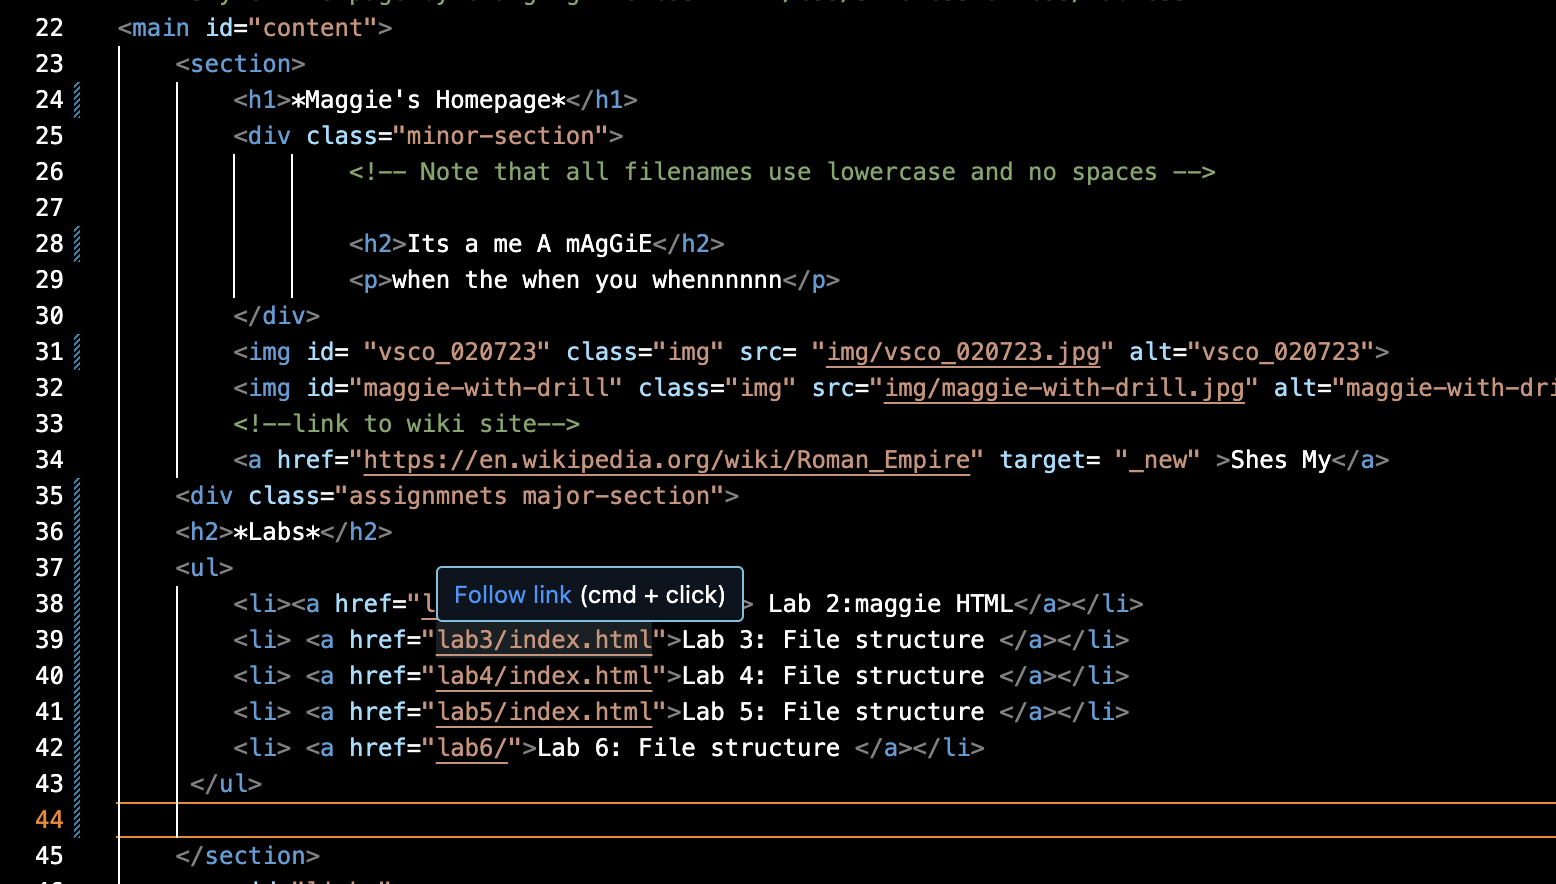 22 <main id="content">
23 <section>
24 <h1>*Maggie's Homepage*</h1>
25 <div class="minor-section">
26 <!-- Note that all filenames use lowercase and no spaces -->
27
28 <h2>Its a me A mAgGiE</h2>
29 <p>when the when you whennnnnn</p>
30 </div>
31 <img id= "vsco_020723" class="img" src= "img/vsco_020723.jpg" alt="vsco_020723">
32 <img id="maggie-with-drill" class="img" src="img/maggie-with-drill.jpg" alt="maggie-with-dri
33 <!--link to wiki site-->
34 <a href="https://en.wikipedia.org/wiki/Roman_Empire" target= "_new" >Shes My</a>
35 <div class="assignmnets major-section">
36 <h2>*Labs*</h2>
37 <ul>
Follow link (cmd + click)
38 <li><a href="l > Lab 2:maggie HTML</a></li>
39 <li> <a href="lab3/index.html">Lab 3: File structure </a></li>
40 <li> <a href="lab4/index.html">Lab 4: File structure </a></li>
41 <li> <a href="lab5/index.html">Lab 5: File structure </a></li>
42 <li> <a href="lab6/">Lab 6: File structure </a></li>
43 </ul>
44
45 </section>